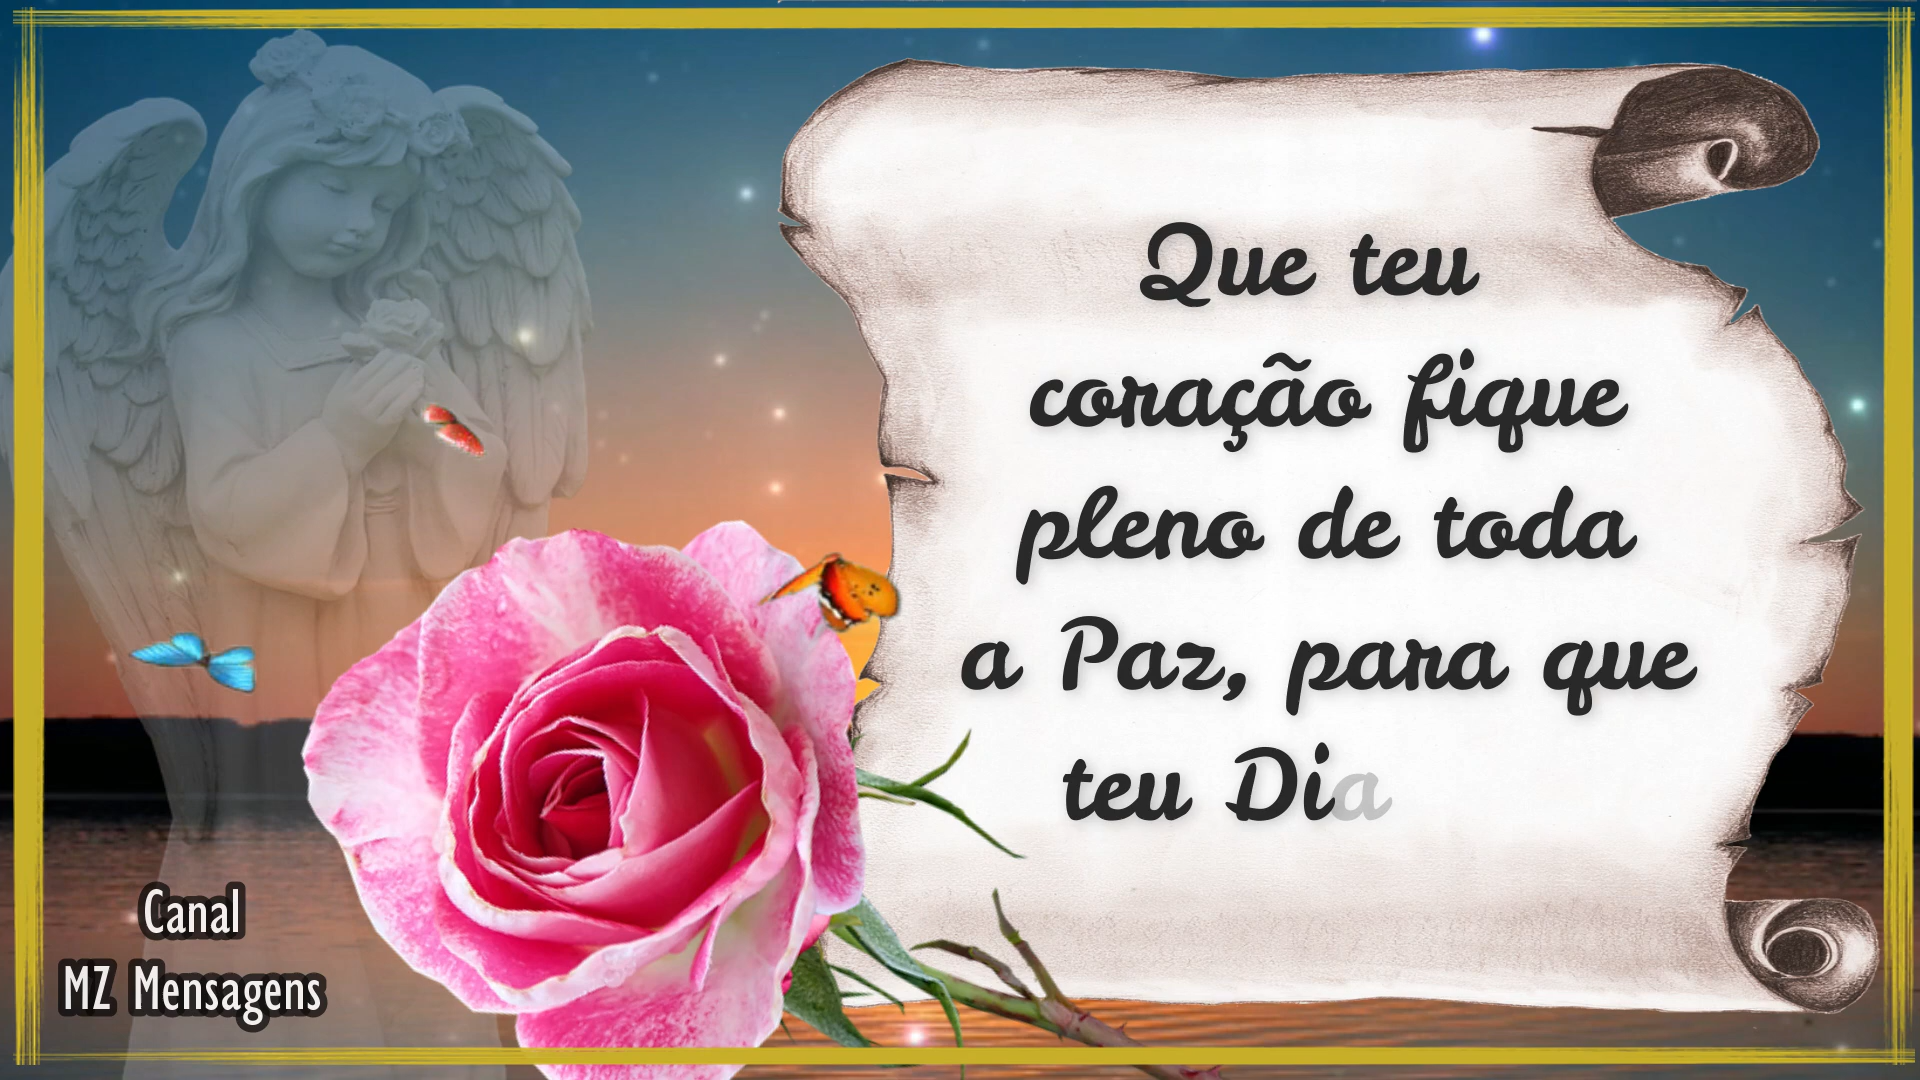 Que teu
coração fique
pleno de toda
a Paz, para que
teu Dia
Canal
MZ Mensagens